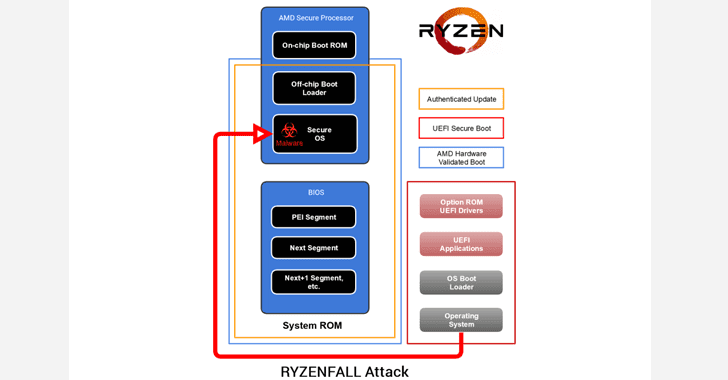 AMD Secure Processor
On-chip Boot ROM
Off-chip Boot
Loader
Secure
OS
Malware
BIOS
PEI Segment
Next Segment
Next+1 Segment,
etc.
System ROM
RYZEN
Authenticated Update
UEFI Secure Boot
AMD Hardware
Validated Boot
Option ROM
UEFI Drivers
UEFI
Applications
OS Boot
Loader
Operating
System
RYZENFALL Attack